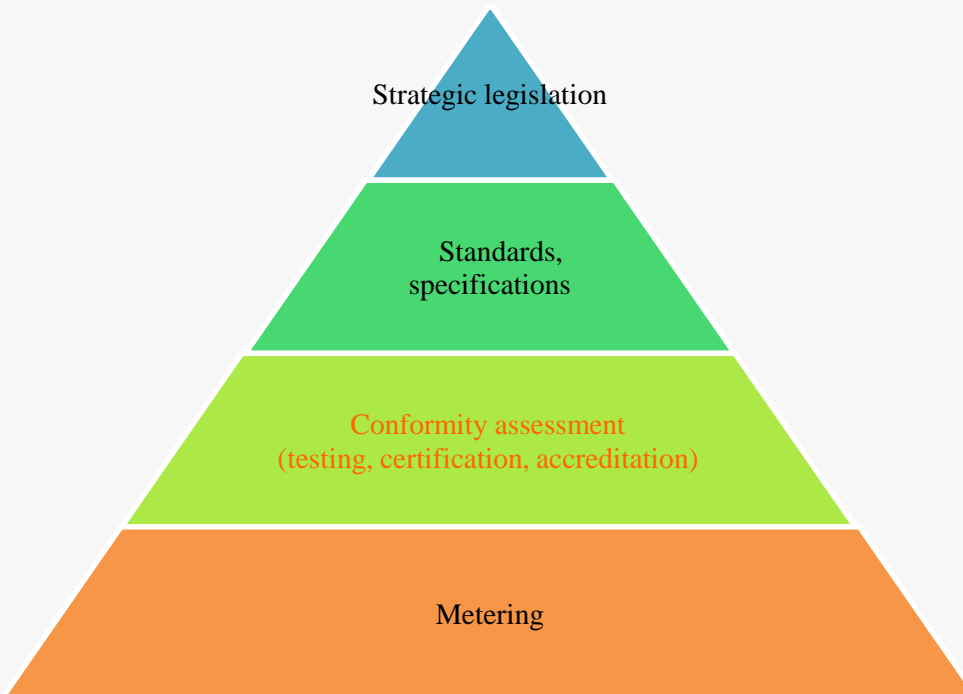 Strategic legislation
Standards,
specifications
Conformity assessment
(testing, certification, accreditation)
Metering